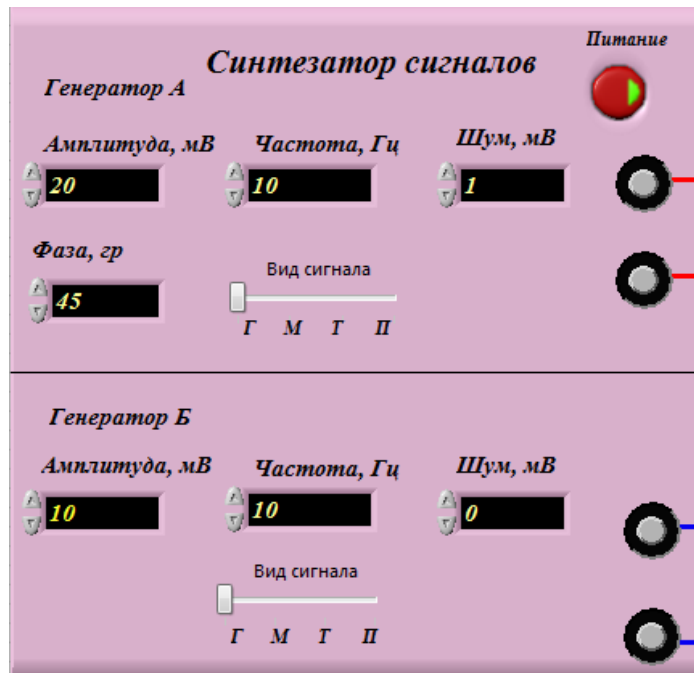 Питание
Синтезатор сигналов
Генератор А
Амплитуда, мВ Частота, Гц Шум, мВ
20 10 1
Фаза, гр
Вид сигнала
45
Г М Т П
Генератор Б
Амплитуда, мВ Частота, Гц Шум, мВ
10 10 0
Вид сигнала
Г М Т П